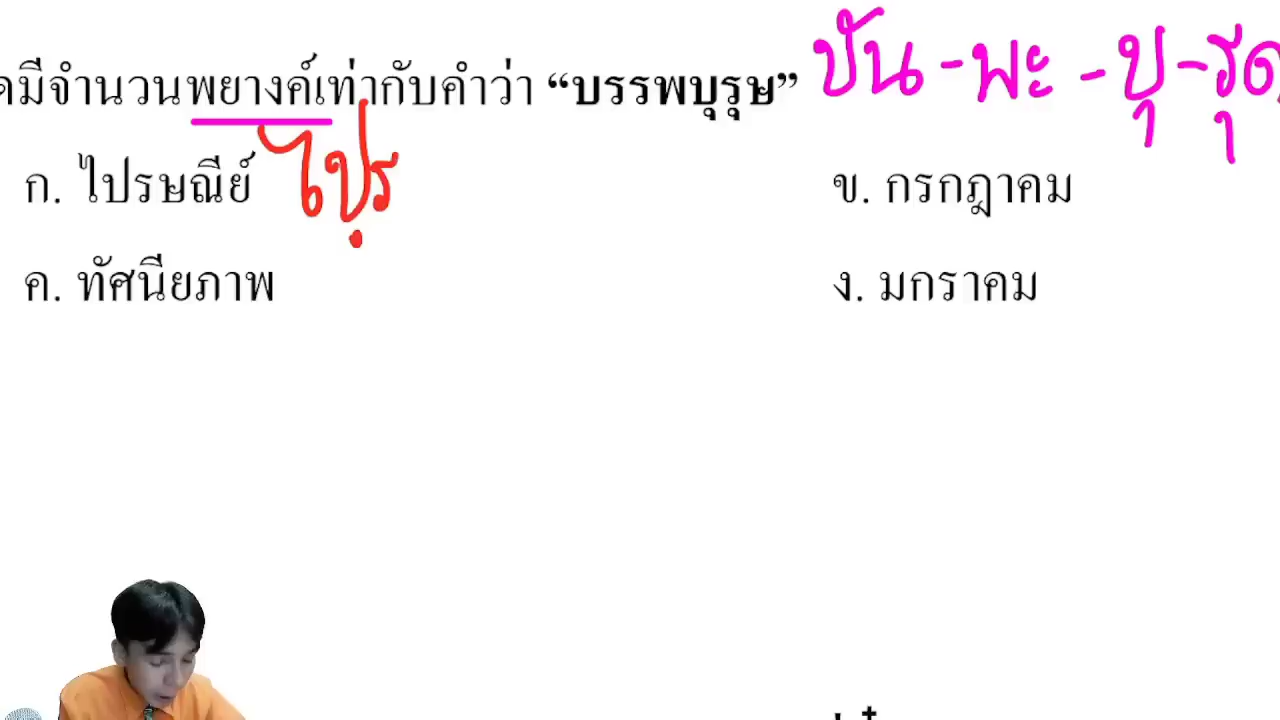 ดมีจำนวนพยางค์เท่ากับคำว่า “บรรพบุรุษ” บัน - พะ - บุ - รุด
ก. ไปรษณีย์ ไปฺร
ข. กรกฎาคม
ค. ทัศนียภาพ
ง. มกราคม